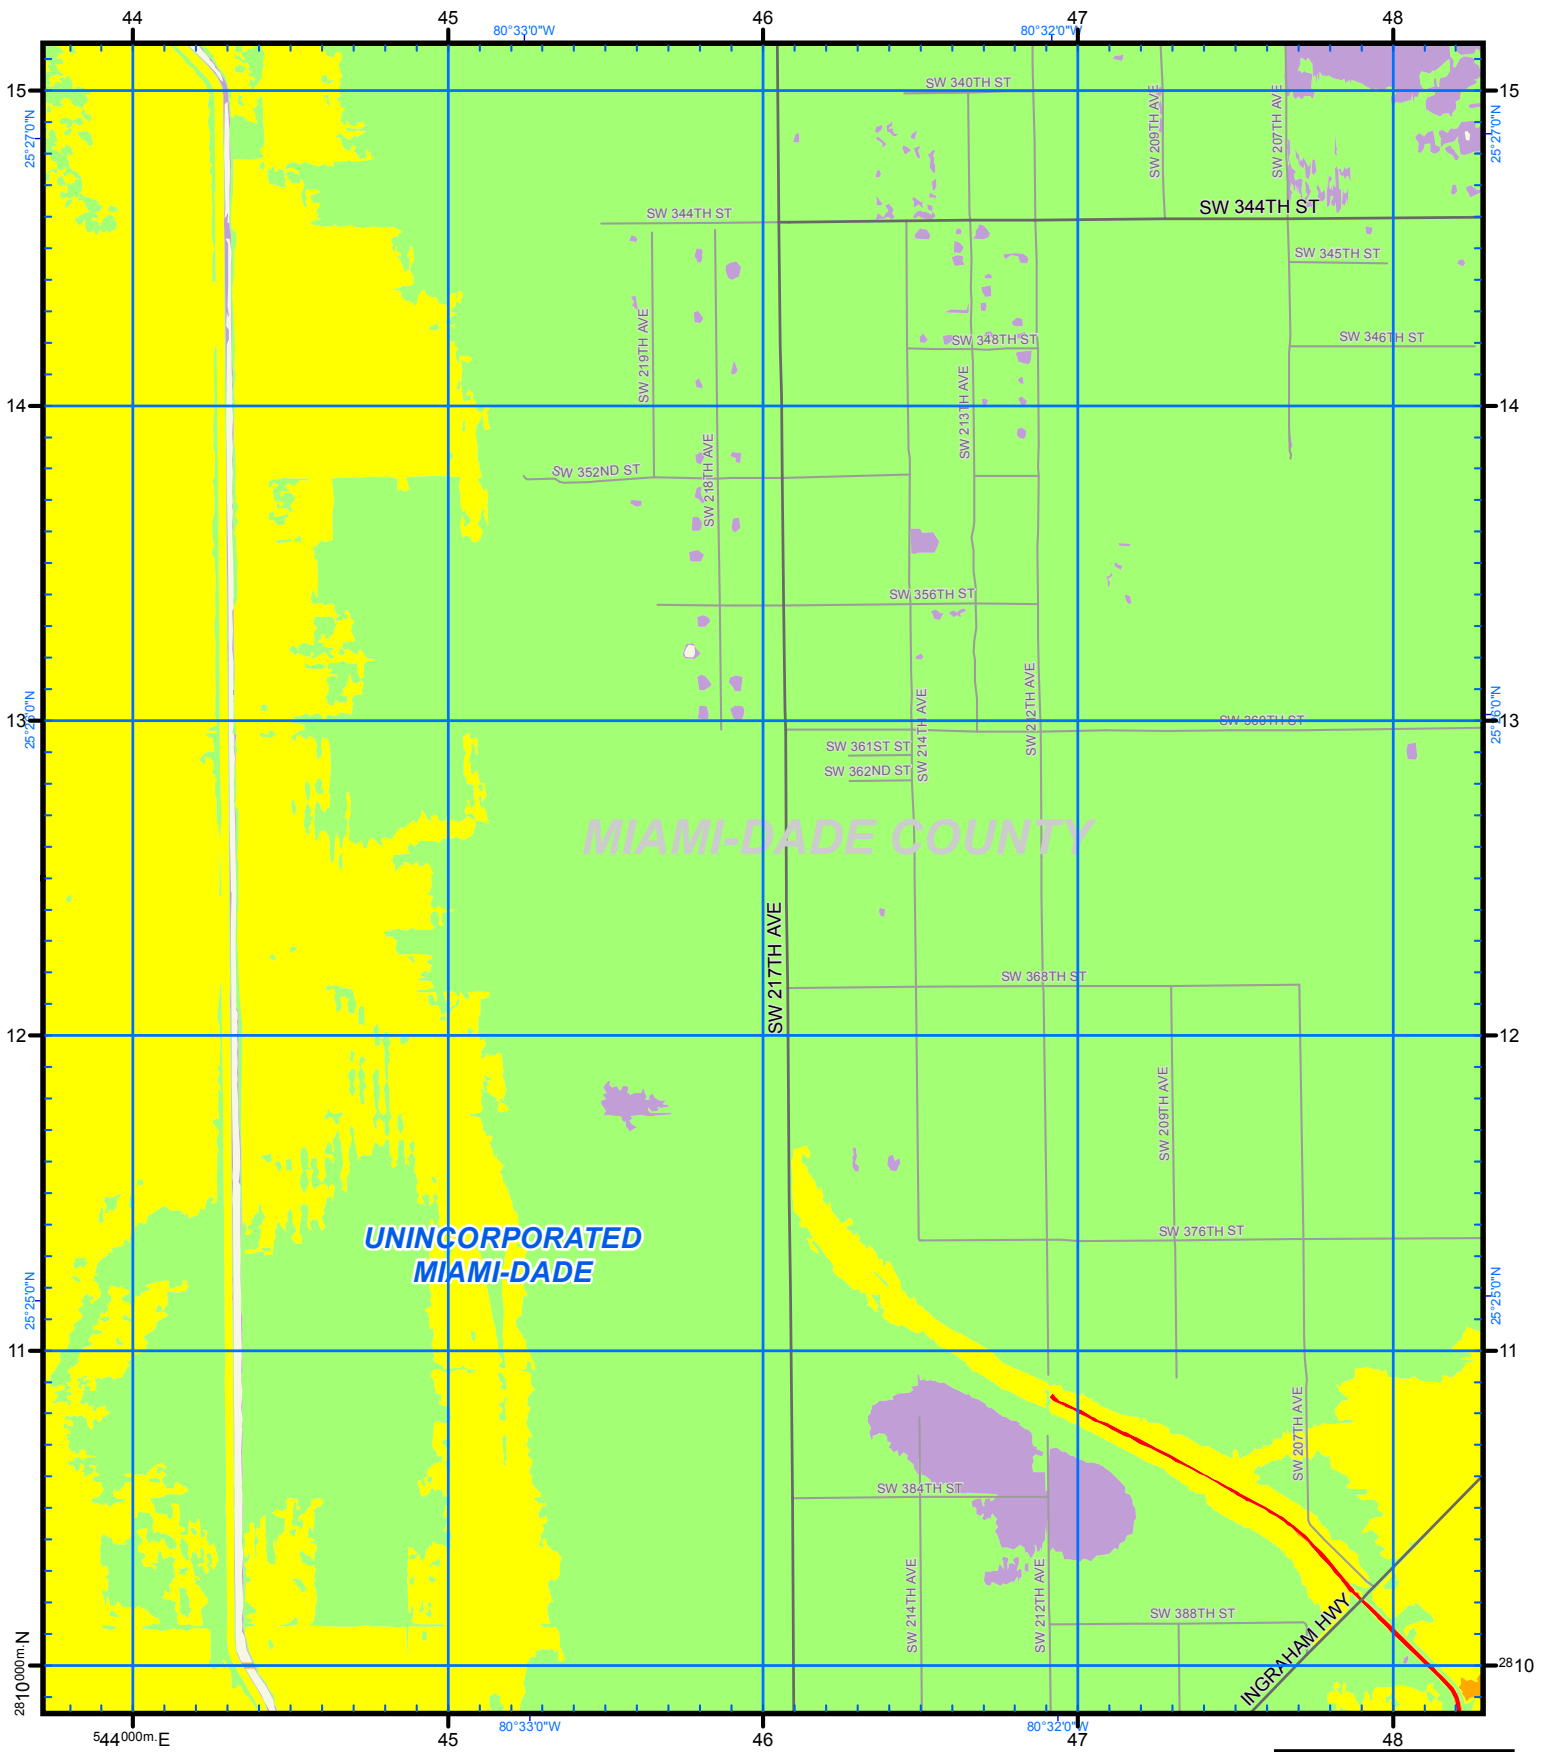 44 45 46 47 48
80°33'0"W 80°32'0"W
SW 340TH ST
15 15
SW 209TH AVE
SW 207TH AVE
25°27'0"N 25°27'0"N
SW 344TH ST SW 344TH ST
SW 345TH ST
SW 219TH AVE
SW 348TH ST SW 346TH ST
SW 213TH AVE
14 14
SW 218TH AVE
SW 352ND ST
SW 356TH ST
SW 212TH AVE
SW 214TH AVE
13 13
25°26'0"N 25°26'0"N
SW 360TH ST
SW 361ST ST
SW 362ND ST
MIAMI-DADE COUNTY
SW 217TH AVE
SW 368TH ST
12 12
SW 209TH AVE
UNINCORPORATED
MIAMI-DADE
SW 376TH ST
25°25'0"N 25°25'0"N
11 11
SW 207TH AVE
SW 384TH ST
SW 214TH AVE
SW 212TH AVE
SW 388TH ST
INGRAHAM HWY
2810000m.N 2810
80°33'0"W 80°32'0"W
544000m.E 45 46 47 48